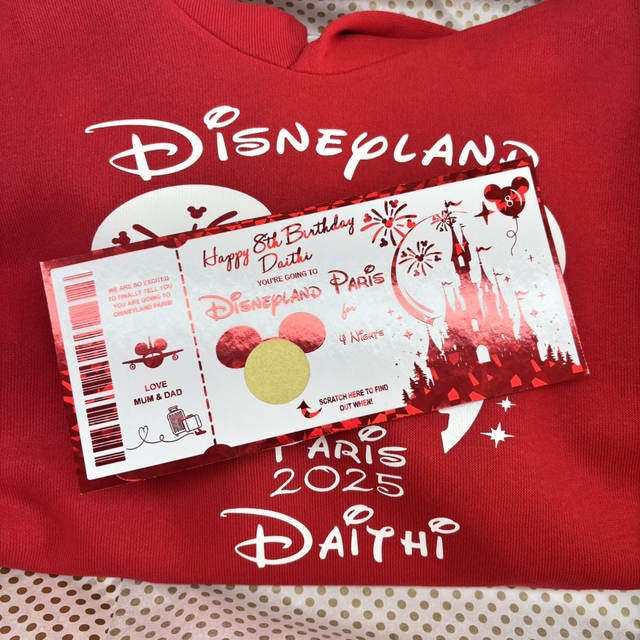 DISNEYLAND
Happy 8th Birthday
Daithi
YOU'RE GOING TO
DISNEYLAND PARIS
for
4 NIGHTS
8
WE ARE SO EXCITED
TO FINALLY TELL YOU
YOU ARE GOING TO
DISNEYLAND PARIS!
LOVE
MUM & DAD
SCRATCH HERE TO FIND
OUT WHEN!
PARIS
2025
DAITHI